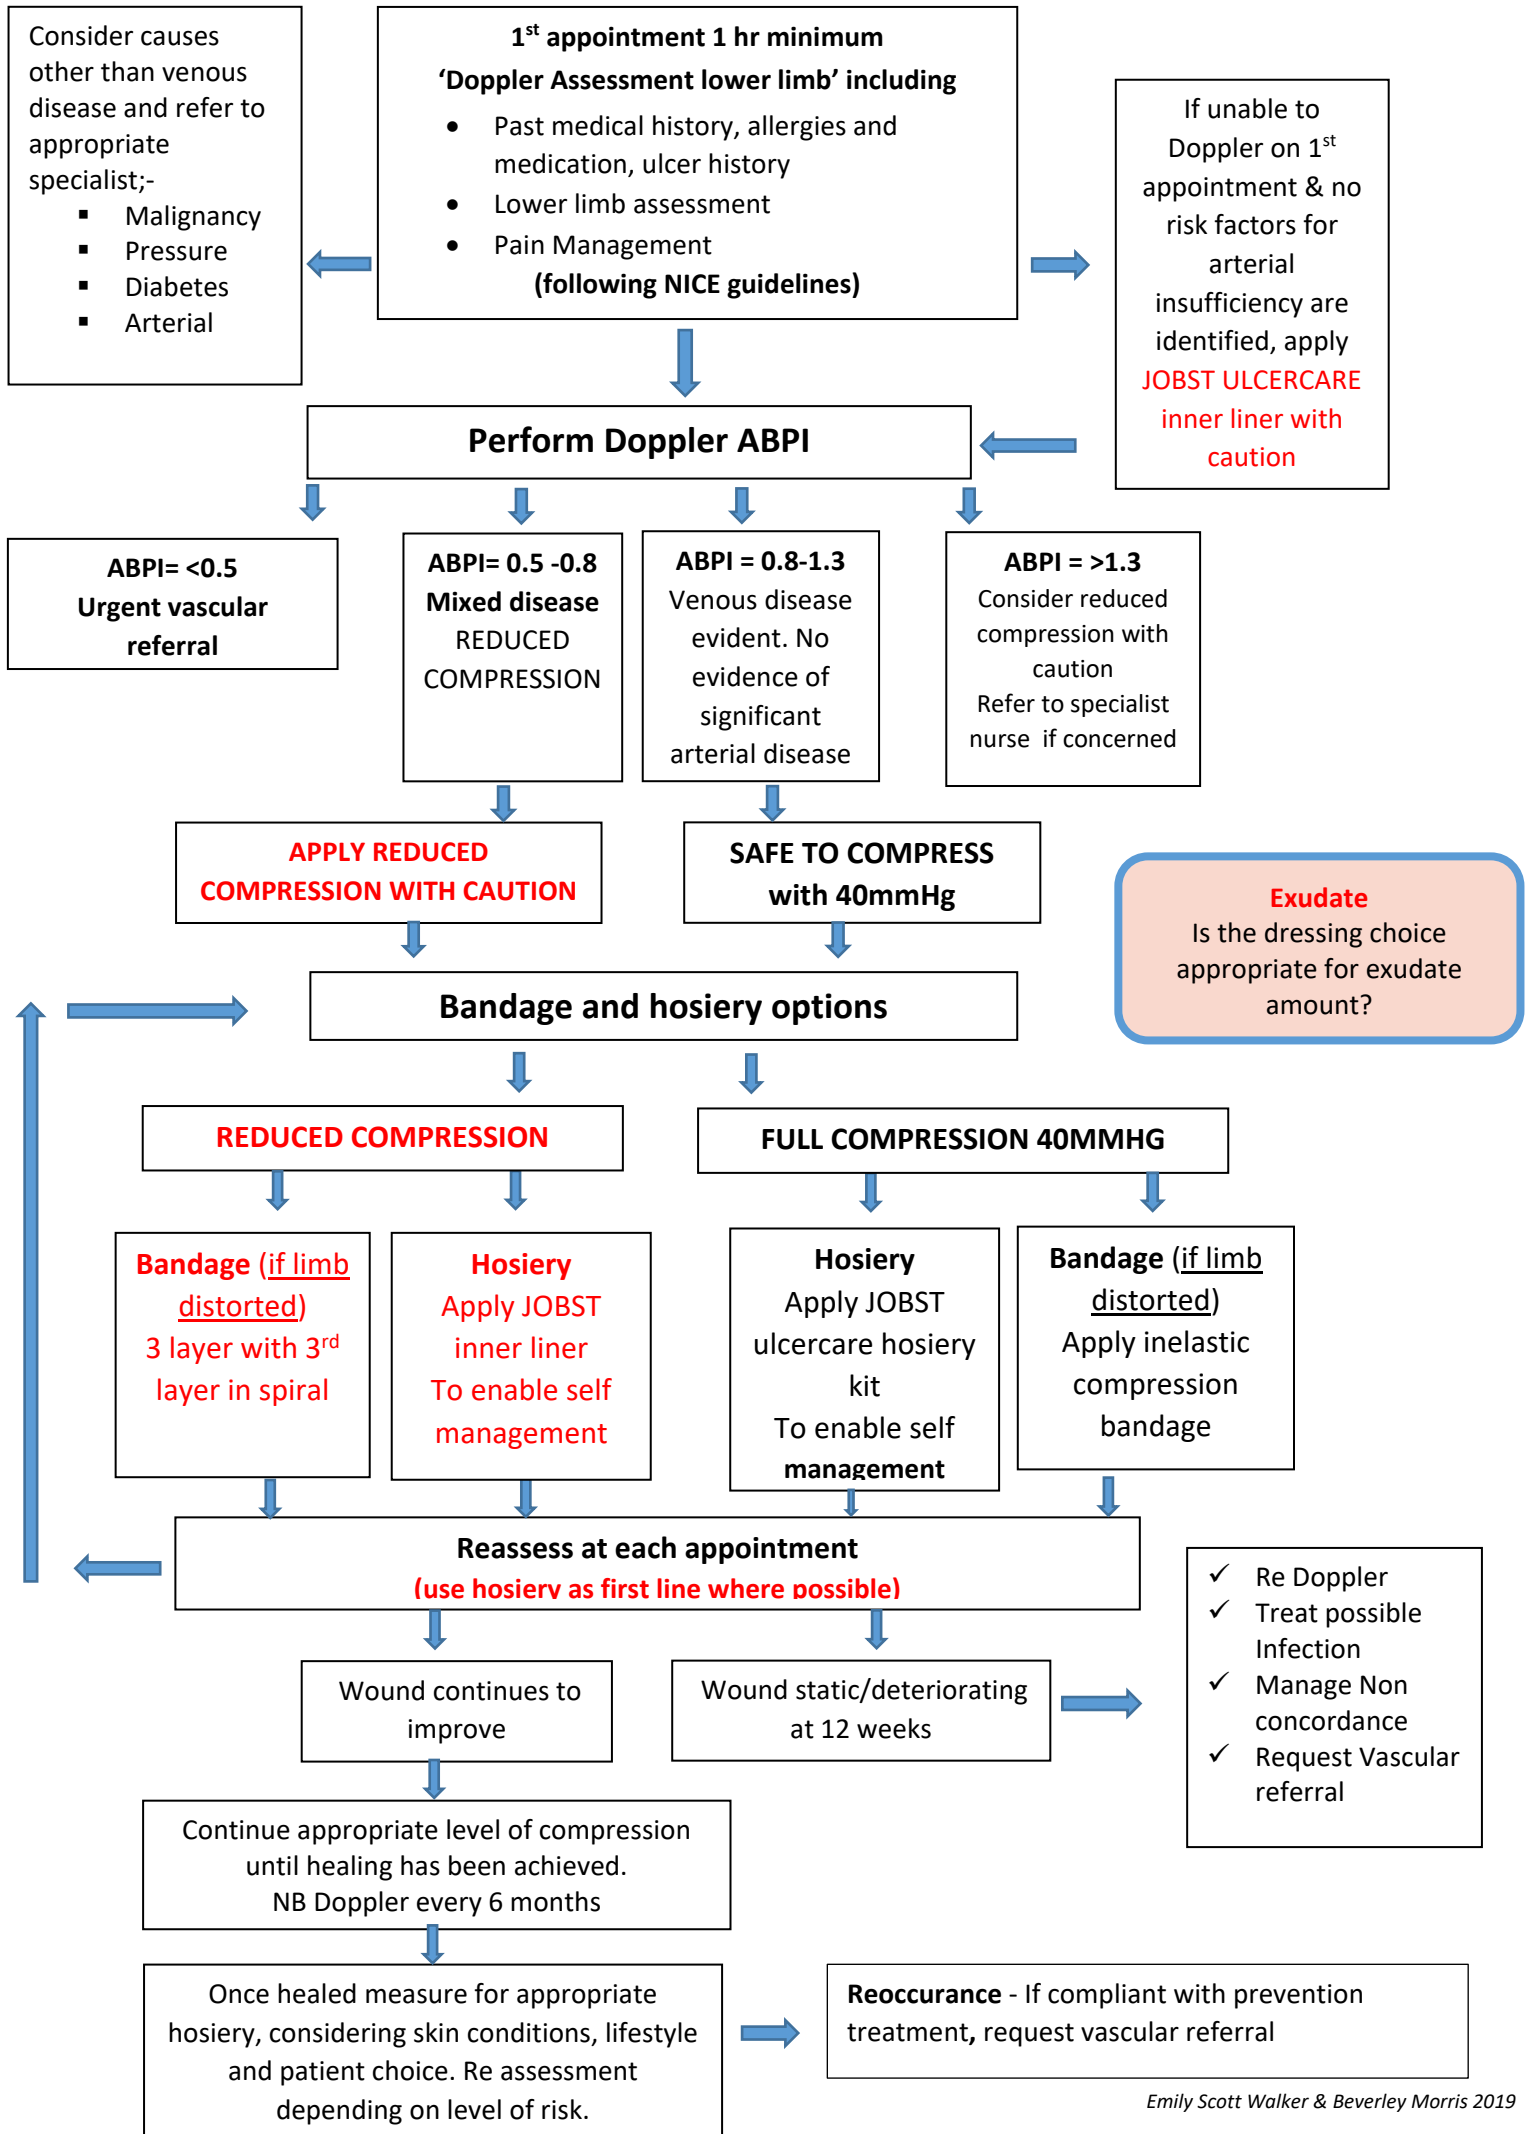 Consider causes
other than venous
disease and refer to
appropriate
specialist;-
▪ Malignancy
▪ Pressure
▪ Diabetes
▪ Arterial
1st appointment 1 hr minimum
‘Doppler Assessment lower limb’ including
• Past medical history, allergies and
medication, ulcer history
• Lower limb assessment
• Pain Management
(following NICE guidelines)
If unable to
Doppler on 1st
appointment & no
risk factors for
arterial
insufficiency are
identified, apply
JOBST ULCERCARE
inner liner with
caution
Perform Doppler ABPI
ABPI= <0.5
Urgent vascular
referral
ABPI= 0.5 -0.8
Mixed disease
REDUCED
COMPRESSION
ABPI = 0.8-1.3
Venous disease
evident. No
evidence of
significant
arterial disease
ABPI = >1.3
Consider reduced
compression with
caution
Refer to specialist
nurse if concerned
APPLY REDUCED
COMPRESSION WITH CAUTION
SAFE TO COMPRESS
with 40mmHg
Exudate
Is the dressing choice
appropriate for exudate
amount?
Bandage and hosiery options
REDUCED COMPRESSION
FULL COMPRESSION 40MMHG
Bandage (if limb
distorted)
3 layer with 3rd
layer in spiral
Hosiery
Apply JOBST
inner liner
To enable self
management
Hosiery
Apply JOBST
ulcercare hosiery
kit
To enable self
management
Bandage (if limb
distorted)
Apply inelastic
compression
bandage
Reassess at each appointment
(use hosiery as first line where possible)
✓ Re Doppler
✓ Treat possible
Infection
✓ Manage Non
concordance
✓ Request Vascular
referral
Wound continues to
improve
Wound static/deteriorating
at 12 weeks
Continue appropriate level of compression
until healing has been achieved.
NB Doppler every 6 months
Once healed measure for appropriate
hosiery, considering skin conditions, lifestyle
and patient choice. Re assessment
depending on level of risk.
Reoccurance - If compliant with prevention
treatment, request vascular referral
Emily Scott Walker & Beverley Morris 2019